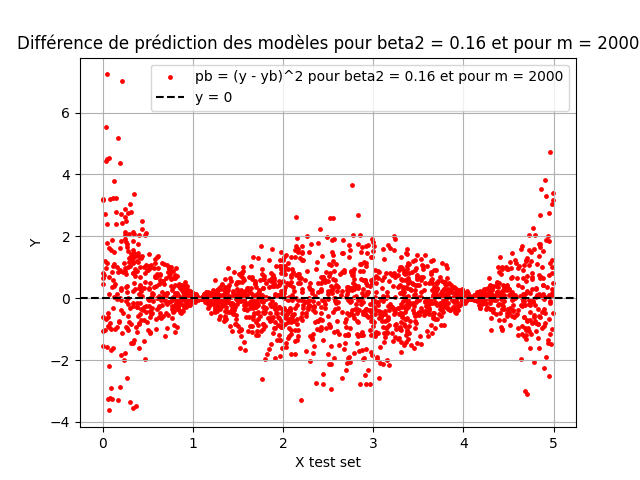 Différence de prédiction des modèles pour beta2 = 0.16 et pour m = 2000
pb = (y - yb)^2 pour beta2 = 0.16 et pour m = 2000
y = 0
6
4
2
0
−2
−4
Y
0 1 2 3 4 5
X test set